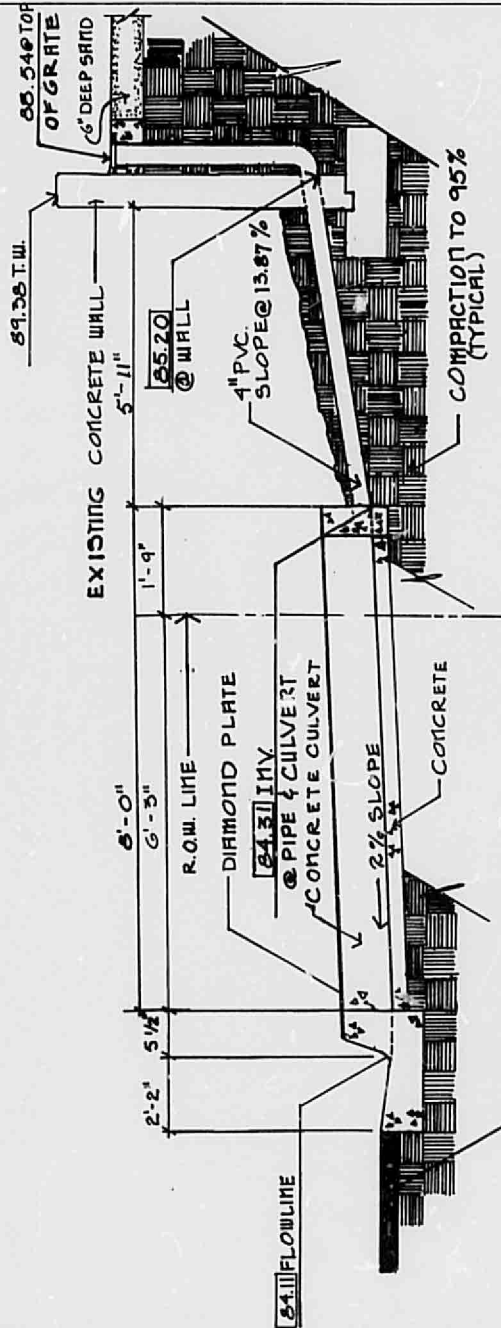 88.54@TOP
OF GRATE
6" DEEP SAND
89.38 T.W.
EXISTING CONCRETE WALL
5'-11"
85.20
@ WALL
4" PVC.
SLOPE @ 13.87%
COMPACTION TO 95%
(TYPICAL)
8'-0"
6'-3"
1'-9"
R.O.W. LINE
DIAMOND PLATE
84.31 INV.
@ PIPE & CULVERT
CONCRETE CULVERT
2% SLOPE
CONCRETE
5 1/2"
2'-2"
84.11 FLOWLINE